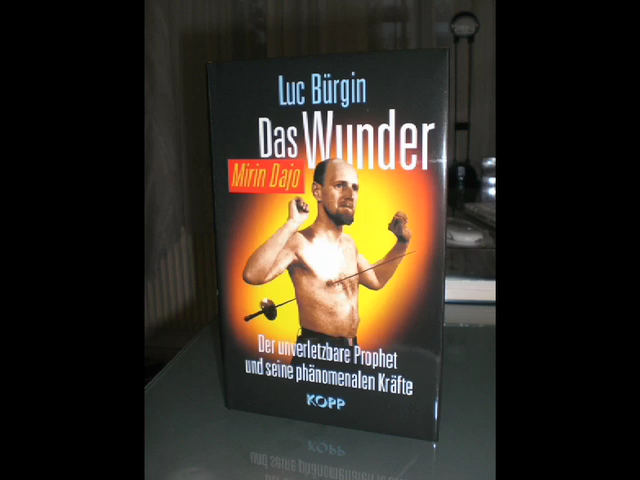 Luc Bürgin
Das Wunder
Mirin Dajo
Der unverletzbare Prophet
und seine phänomenalen Kräfte
KOPP